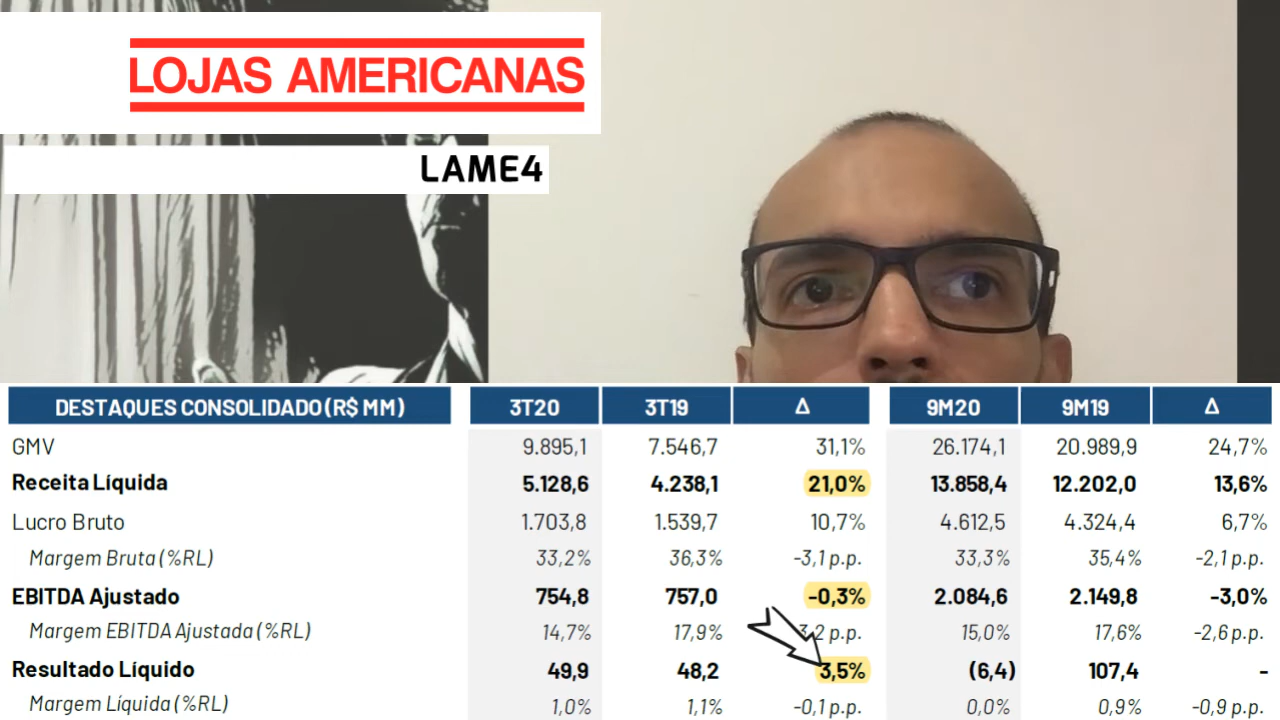 LOJAS AMERICANAS
LAME4
DESTAQUES CONSOLIDADO (R$ MM) 3T20 3T19 Δ 9M20 9M19 Δ
GMV 9.895,1 7.546,7 31,1% 26.174,1 20.989,9 24,7%
Receita Líquida 5.128,6 4.238,1 21,0% 13.858,4 12.202,0 13,6%
Lucro Bruto 1.703,8 1.539,7 10,7% 4.612,5 4.324,4 6,7%
Margem Bruta (%RL) 33,2% 36,3% -3,1 p.p. 33,3% 35,4% -2,1 p.p.
EBITDA Ajustado 754,8 757,0 -0,3% 2.084,6 2.149,8 -3,0%
Margem EBITDA Ajustada (%RL) 14,7% 17,9% 3,2 p.p. 15,0% 17,6% -2,6 p.p.
Resultado Líquido 49,9 48,2 3,5% (6,4) 107,4 -
Margem Líquida (%RL) 1,0% 1,1% -0,1 p.p. 0,0% 0,9% -0,9 p.p.